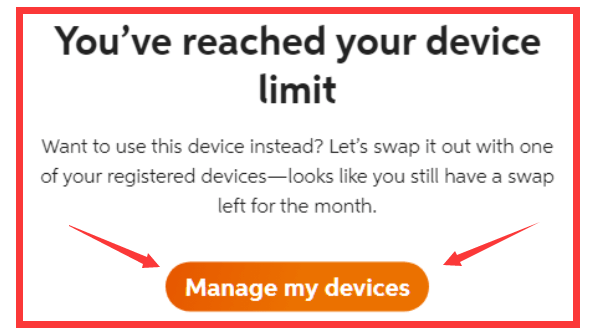 You’ve reached your device
limit
Want to use this device instead? Let’s swap it out with one
of your registered devices—looks like you still have a swap
left for the month.
Manage my devices